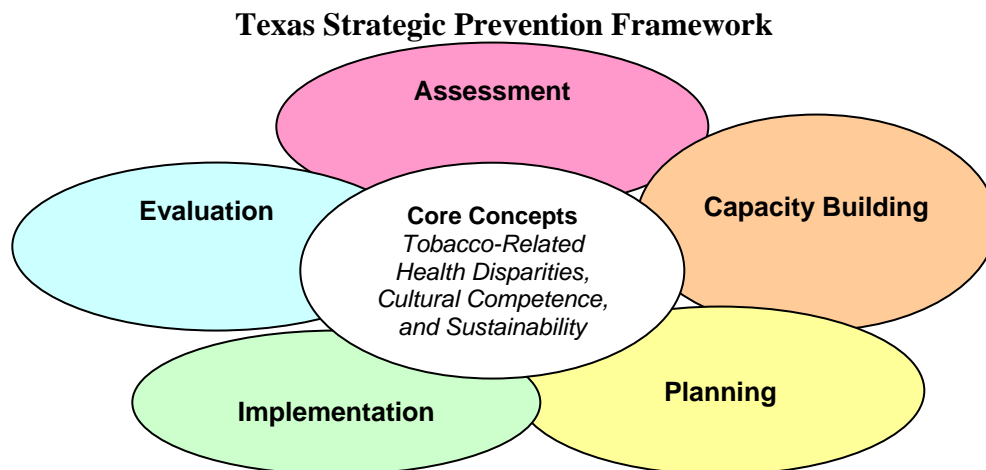 Texas Strategic Prevention Framework
Assessment
Capacity Building
Evaluation
Core Concepts
Tobacco-Related
Health Disparities,
Cultural Competence,
and Sustainability
Planning
Implementation